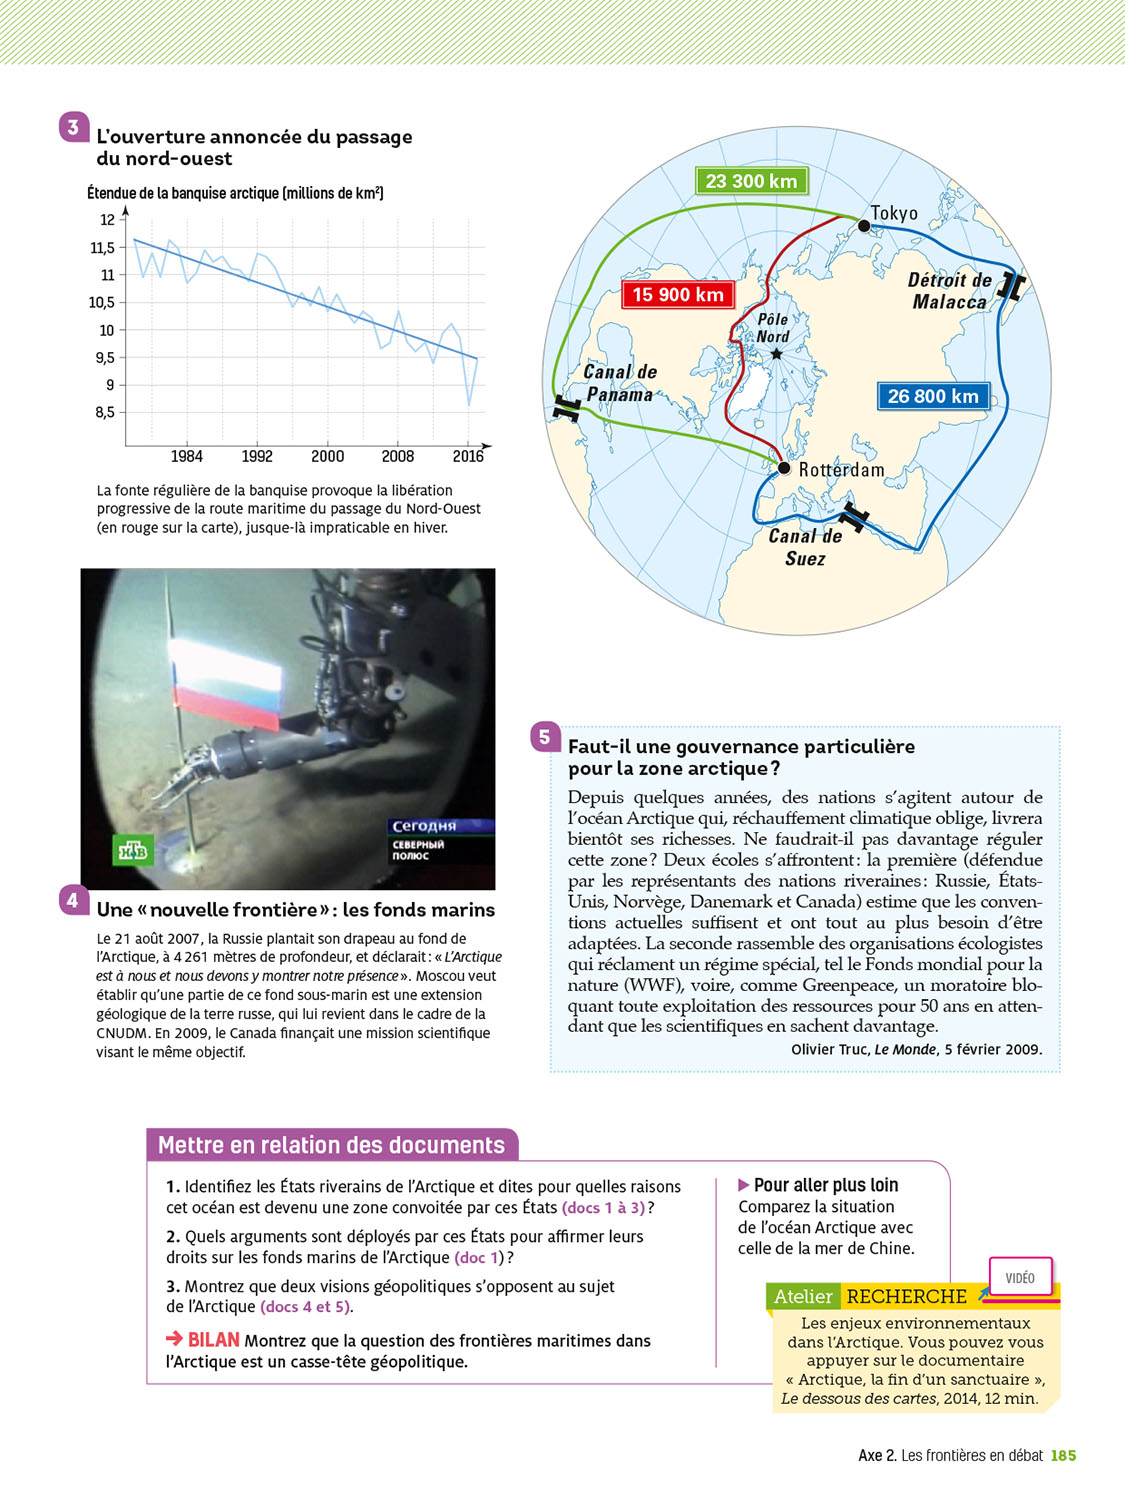 3
L'ouverture annoncée du passage
du nord-ouest
Étendue de la banquise arctique (millions de km²)
12
11,5
11
10,5
10
9,5
9
8,5
1984
1992
2000
2008
2016
La fonte régulière de la banquise provoque la libération
progressive de la route maritime du passage du Nord-Ouest
(en rouge sur la carte), jusque-là impraticable en hiver.
23 300 km
Tokyo
Détroit de
Malacca
15 900 km
Pôle
Nord
Canal de
Panama
26 800 km
Rotterdam
Canal de
Suez
НТВ
Сегодня
СЕВЕРНЫЙ
ПОЛЮС
4
Une « nouvelle frontière » : les fonds marins
Le 21 août 2007, la Russie plantait son drapeau au fond de
l'Arctique, à 4 261 mètres de profondeur, et déclarait : « L'Arctique
est à nous et nous devons y montrer notre présence ». Moscou veut
établir qu'une partie de ce fond sous-marin est une extension
géologique de la terre russe, qui lui revient dans le cadre de la
CNUDM. En 2009, le Canada finançait une mission scientifique
visant le même objectif.
5
Faut-il une gouvernance particulière
pour la zone arctique ?
Depuis quelques années, des nations s'agitent autour de
l'océan Arctique qui, réchauffement climatique oblige, livrera
bientôt ses richesses. Ne faudrait-il pas davantage réguler
cette zone ? Deux écoles s'affrontent : la première (défendue
par les représentants des nations riveraines : Russie, États-
Unis, Norvège, Danemark et Canada) estime que les conven-
tions actuelles suffisent et ont tout au plus besoin d'être
adaptées. La seconde rassemble des organisations écologistes
qui réclament un régime spécial, tel le Fonds mondial pour la
nature (WWF), voire, comme Greenpeace, un moratoire blo-
quant toute exploitation des ressources pour 50 ans en atten-
dant que les scientifiques en sachent davantage.
Olivier Truc, Le Monde, 5 février 2009.
Mettre en relation des documents
1. Identifiez les États riverains de l'Arctique et dites pour quelles raisons
cet océan est devenu une zone convoitée par ces États (docs 1 à 3) ?
2. Quels arguments sont déployés par ces États pour affirmer leurs
droits sur les fonds marins de l'Arctique (doc 1) ?
3. Montrez que deux visions géopolitiques s'opposent au sujet
de l'Arctique (docs 4 et 5).
→ BILAN Montrez que la question des frontières maritimes dans
l'Arctique est un casse-tête géopolitique.
▶ Pour aller plus loin
Comparez la situation
de l'océan Arctique avec
celle de la mer de Chine.
VIDÉO
Atelier RECHERCHE
Les enjeux environnementaux
dans l'Arctique. Vous pouvez vous
appuyer sur le documentaire
« Arctique, la fin d'un sanctuaire »,
Le dessous des cartes, 2014, 12 min.
Axe 2. Les frontières en débat 185